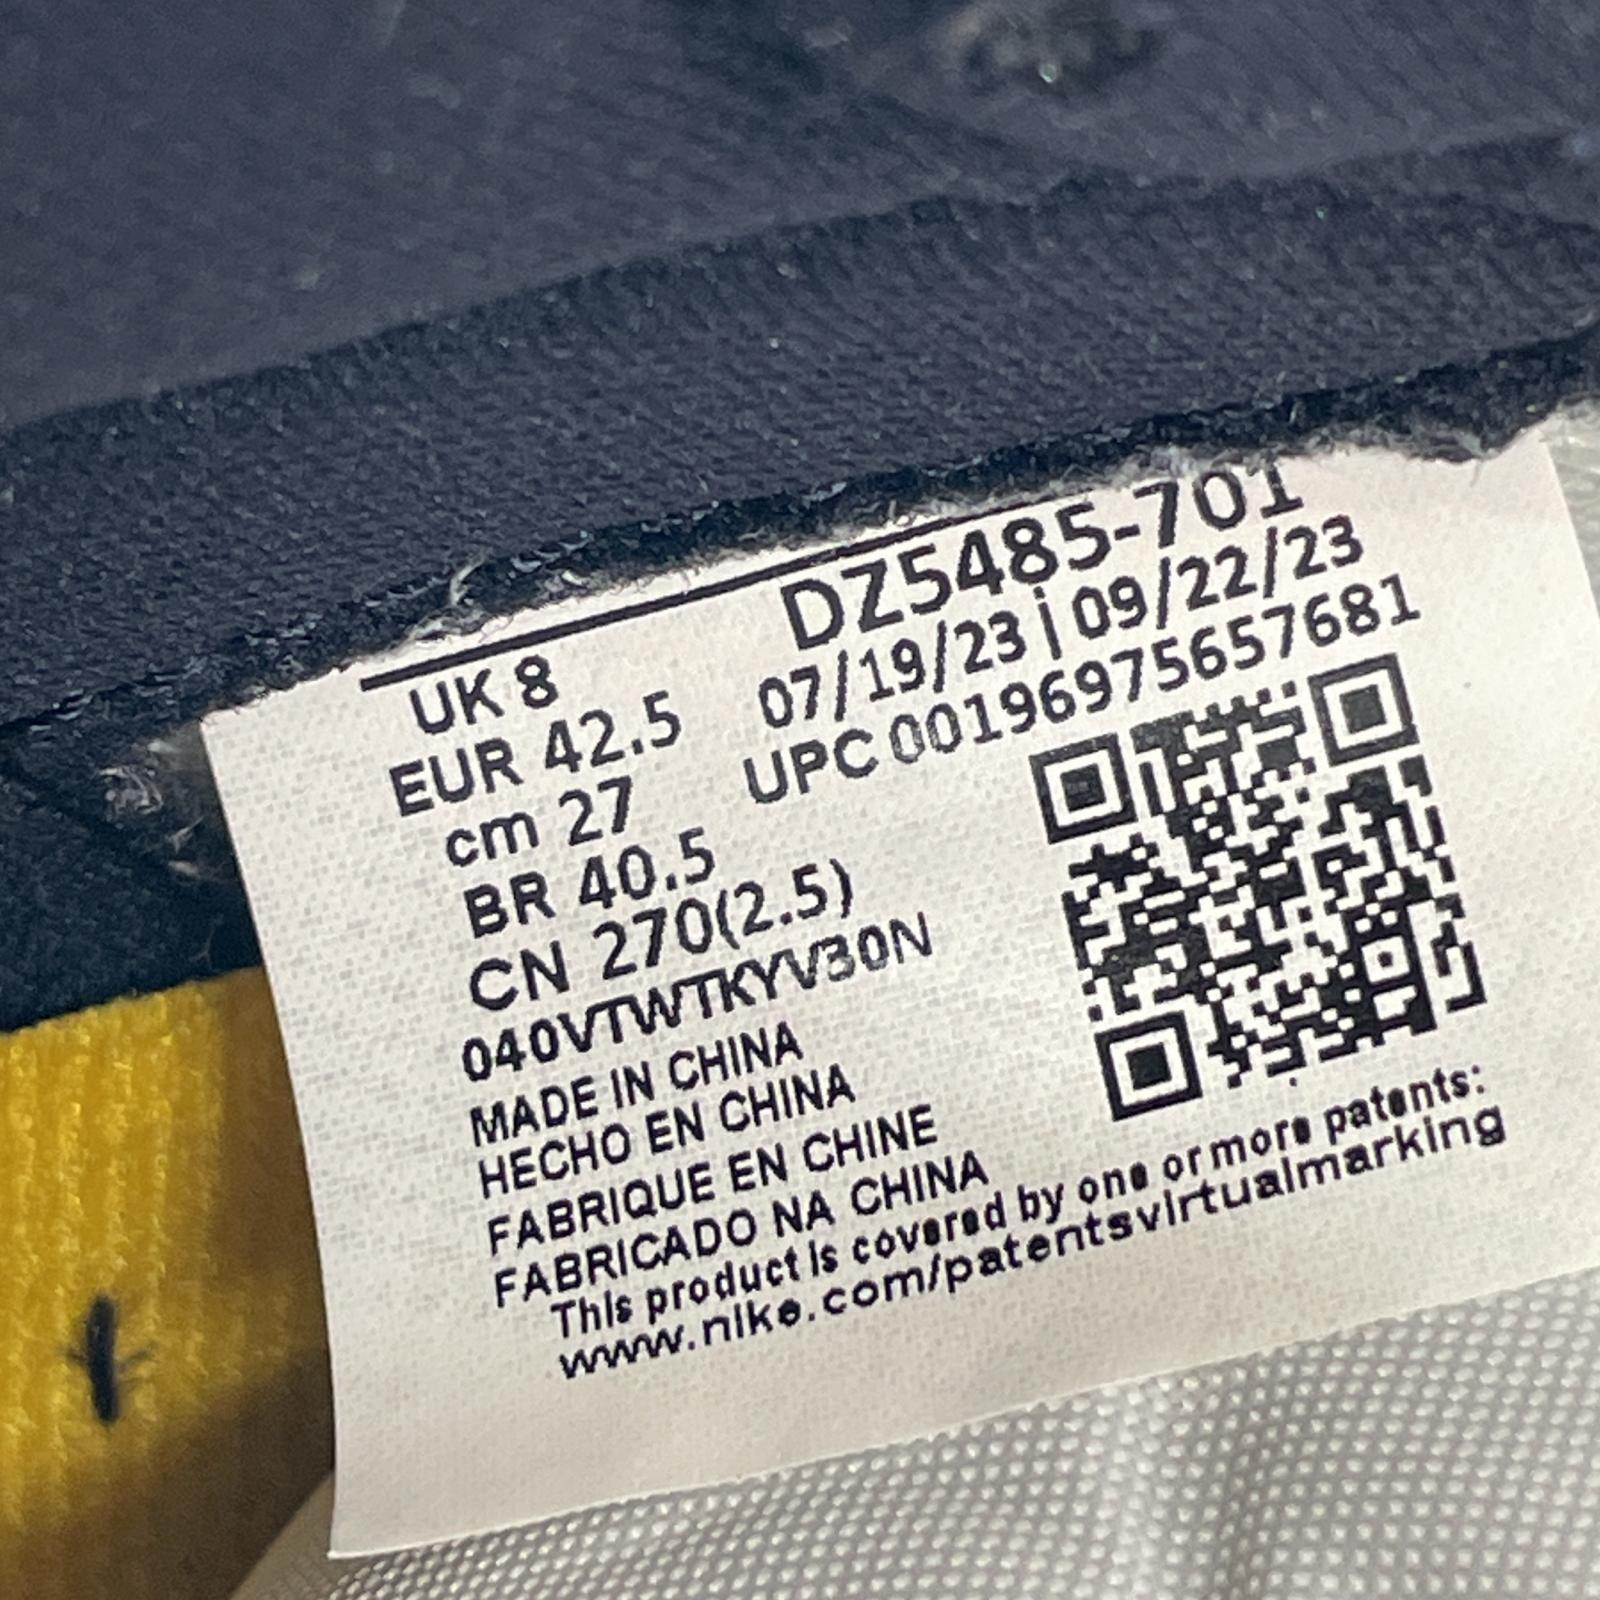 DZ5485-701
07/19/23 | 09/22/23
UPC 00196975657681
UK 8
EUR 42.5
cm 27
BR 40.5
CN 270(2.5)
040VTWTKYV30N
MADE IN CHINA
HECHO EN CHINA
FABRIQUE EN CHINE
FABRICADO NA CHINA
This product is covered by one or more patents:
www.nike.com/patentsvirtualmarking